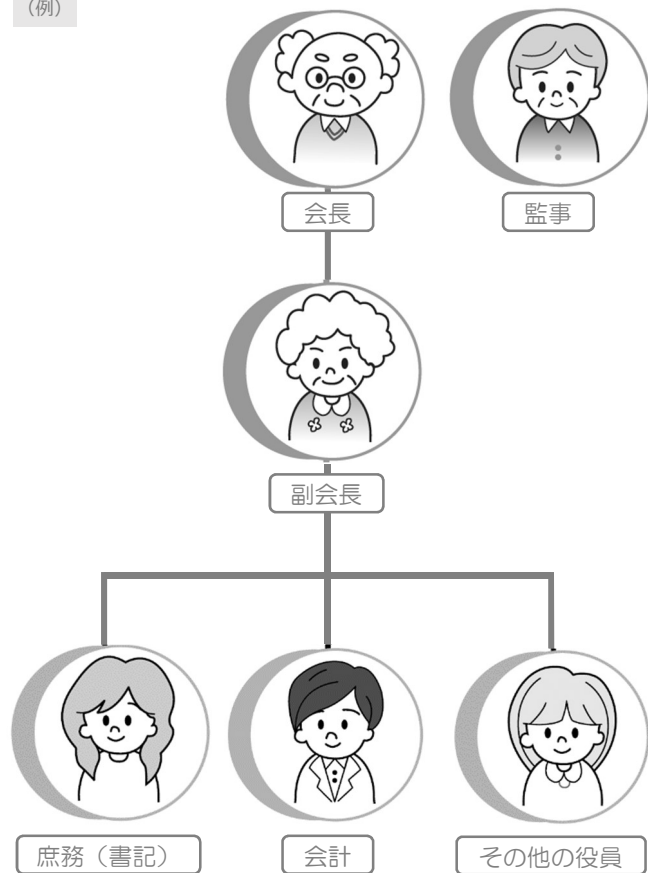 （例）
会長
監事
副会長
庶務（書記）
会計
その他の役員